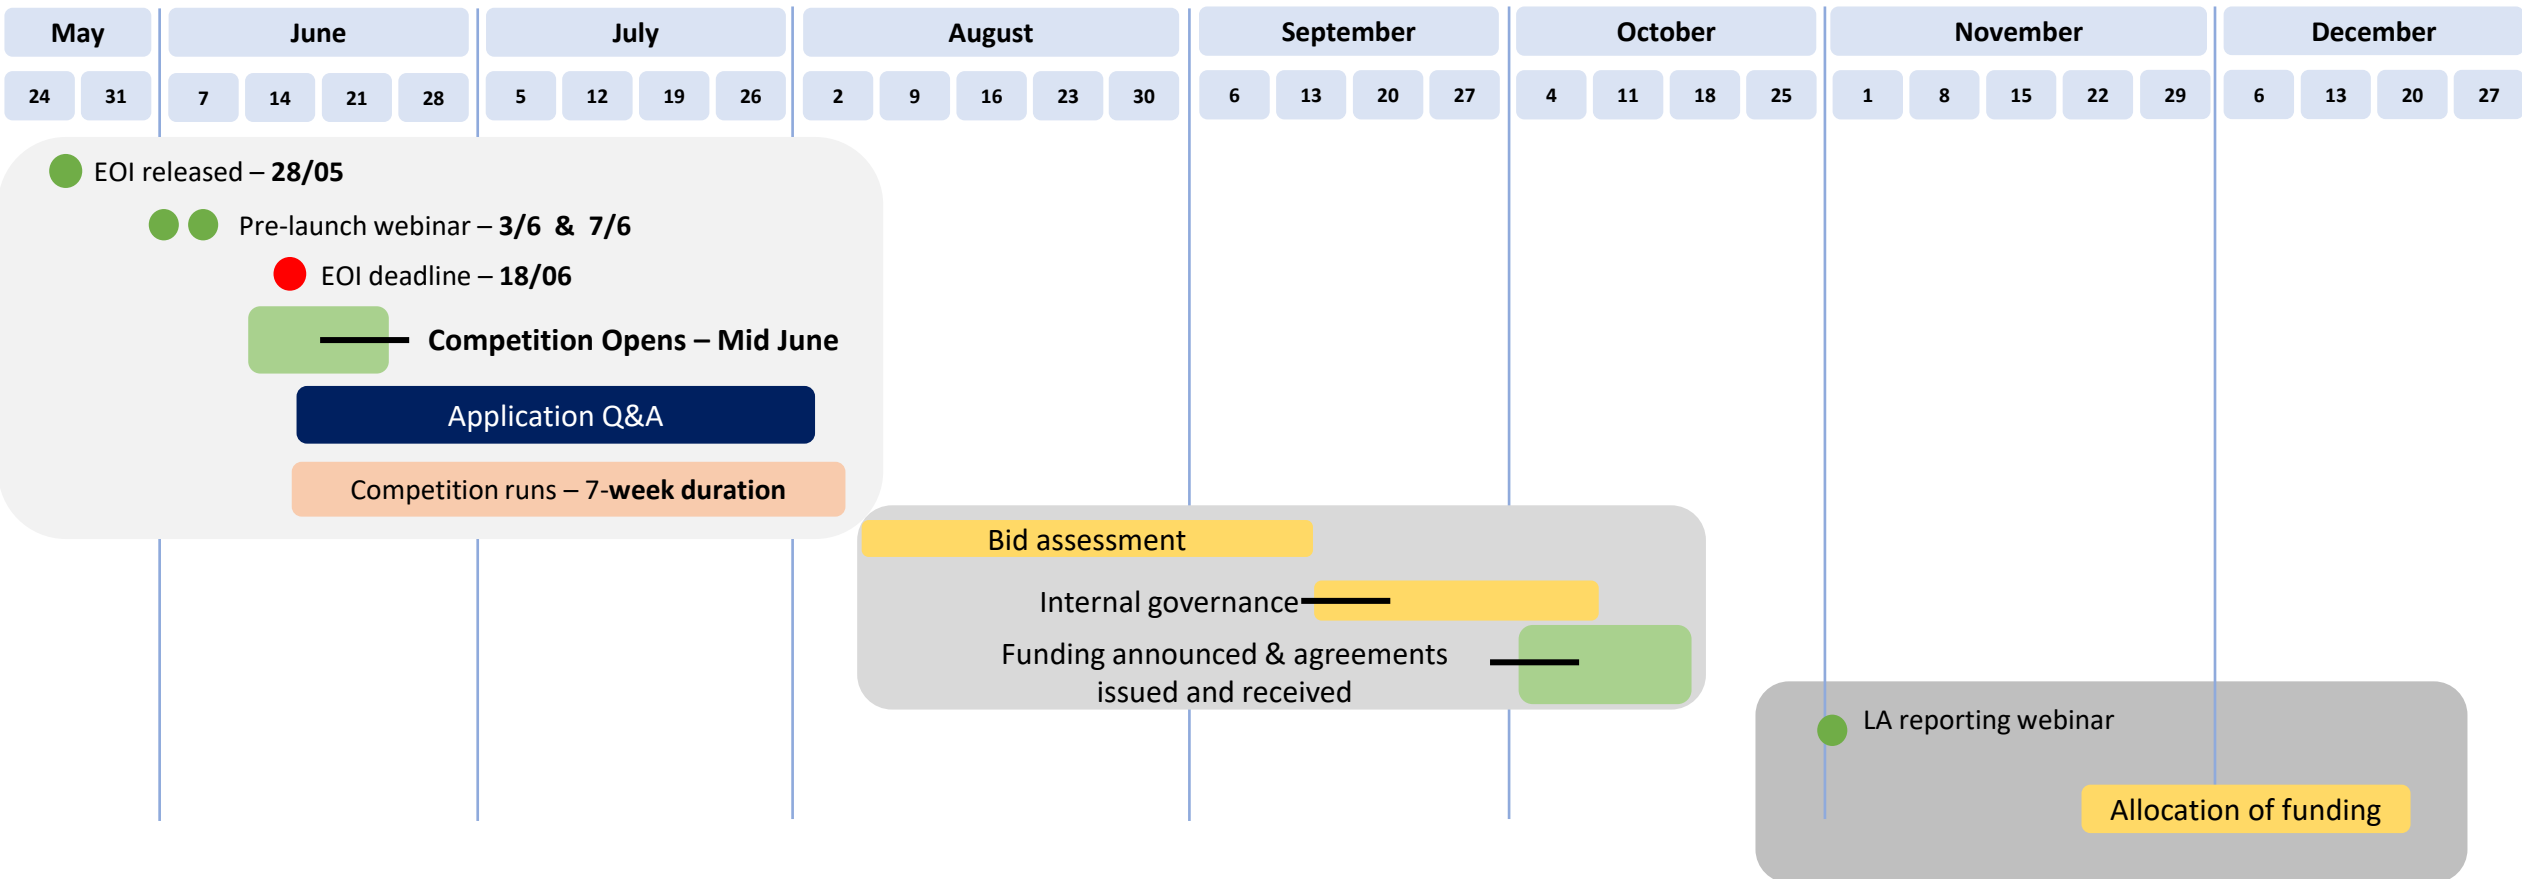 May June July August September October November December
24 31 7 14 21 28 5 12 19 26 2 9 16 23 30 6 13 20 27 4 11 18 25 1 8 15 22 29 6 13 20 27
EOI released – 28/05
Pre-launch webinar – 3/6 & 7/6
EOI deadline – 18/06
Competition Opens – Mid June
Application Q&A
Competition runs – 7-week duration
Bid assessment
Internal governance
Funding announced & agreements
issued and received
LA reporting webinar
Allocation of funding